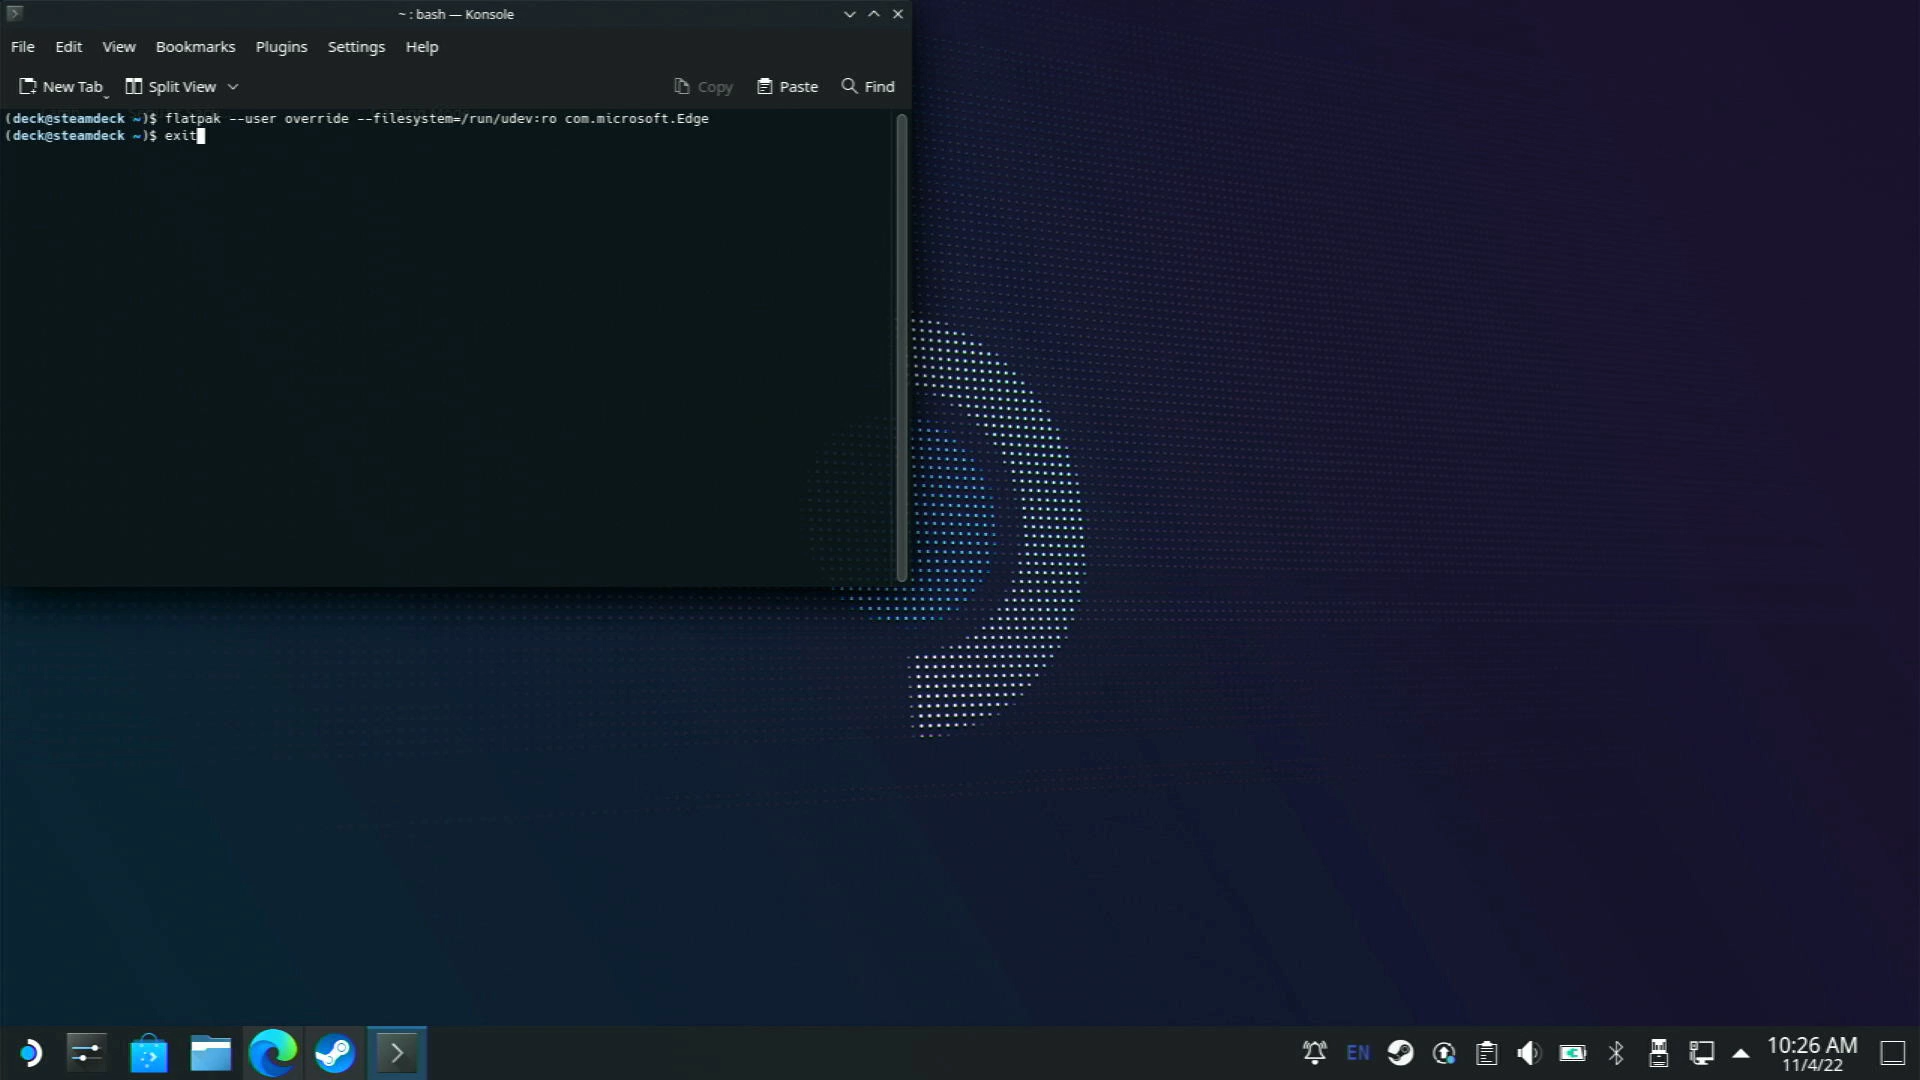 ~ : bash — Konsole
File Edit View Bookmarks Plugins Settings Help
New Tab Split View Copy Paste Find
(deck@steamdeck ~)$ flatpak --user override --filesystem=/run/udev:ro com.microsoft.Edge
(deck@steamdeck ~)$ exit
EN
10:26 AM
11/4/22